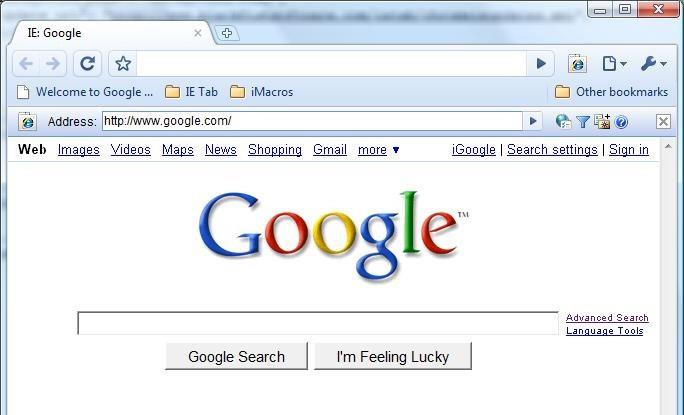 IE: Google
Welcome to Google ... IE Tab iMacros Other bookmarks
Address: http://www.google.com/
Web Images Videos Maps News Shopping Gmail more ▼ iGoogle | Search settings | Sign in
Google™
Advanced Search
Language Tools
Google Search I'm Feeling Lucky